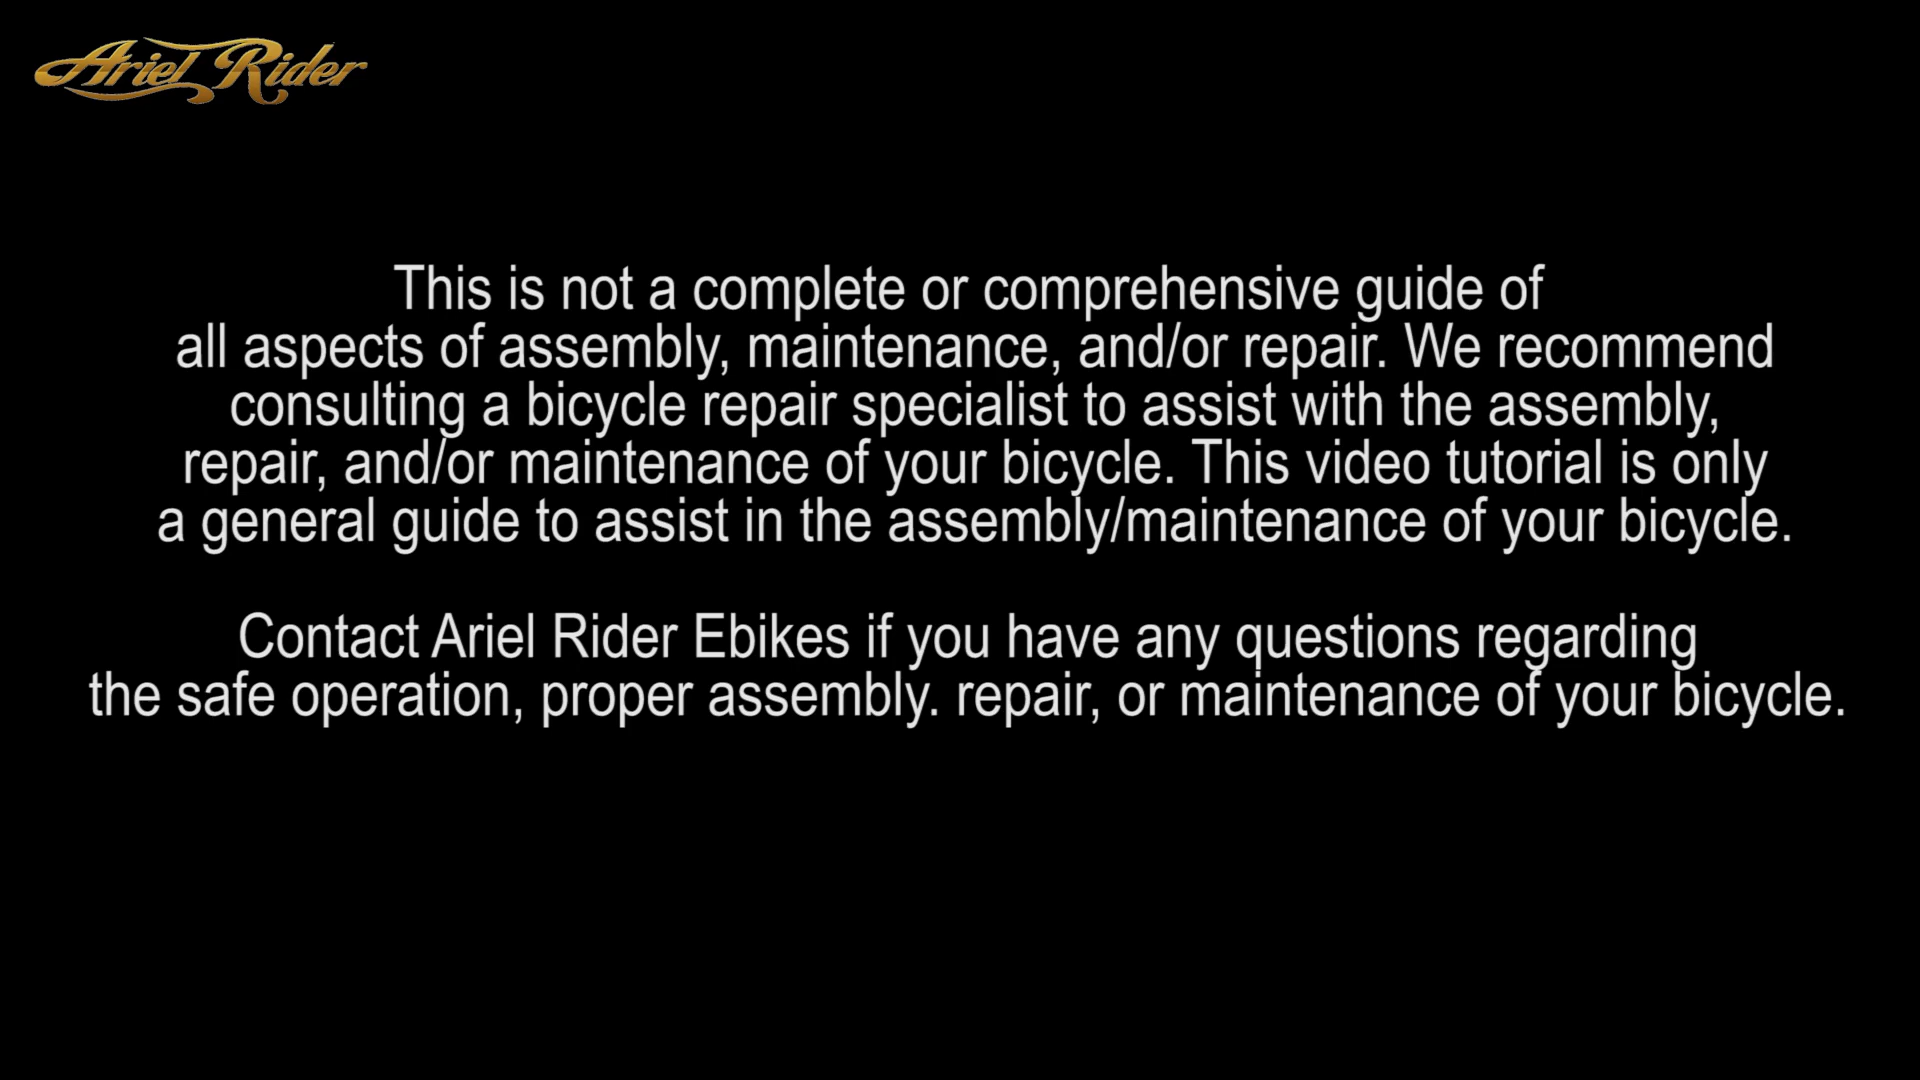 Ariel Rider
This is not a complete or comprehensive guide of
all aspects of assembly, maintenance, and/or repair. We recommend
consulting a bicycle repair specialist to assist with the assembly,
repair, and/or maintenance of your bicycle. This video tutorial is only
a general guide to assist in the assembly/maintenance of your bicycle.
Contact Ariel Rider Ebikes if you have any questions regarding
the safe operation, proper assembly. repair, or maintenance of your bicycle.